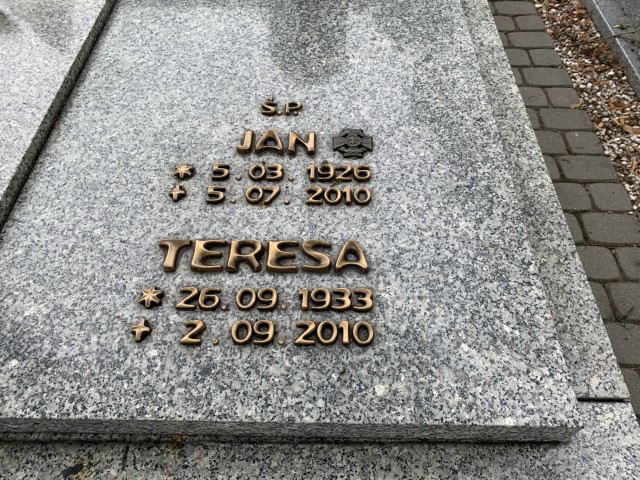 Ś.P.
JAN
* 5.03.1926
+ 5.07.2010
TERESA
* 26.09.1933
+ 2.09.2010